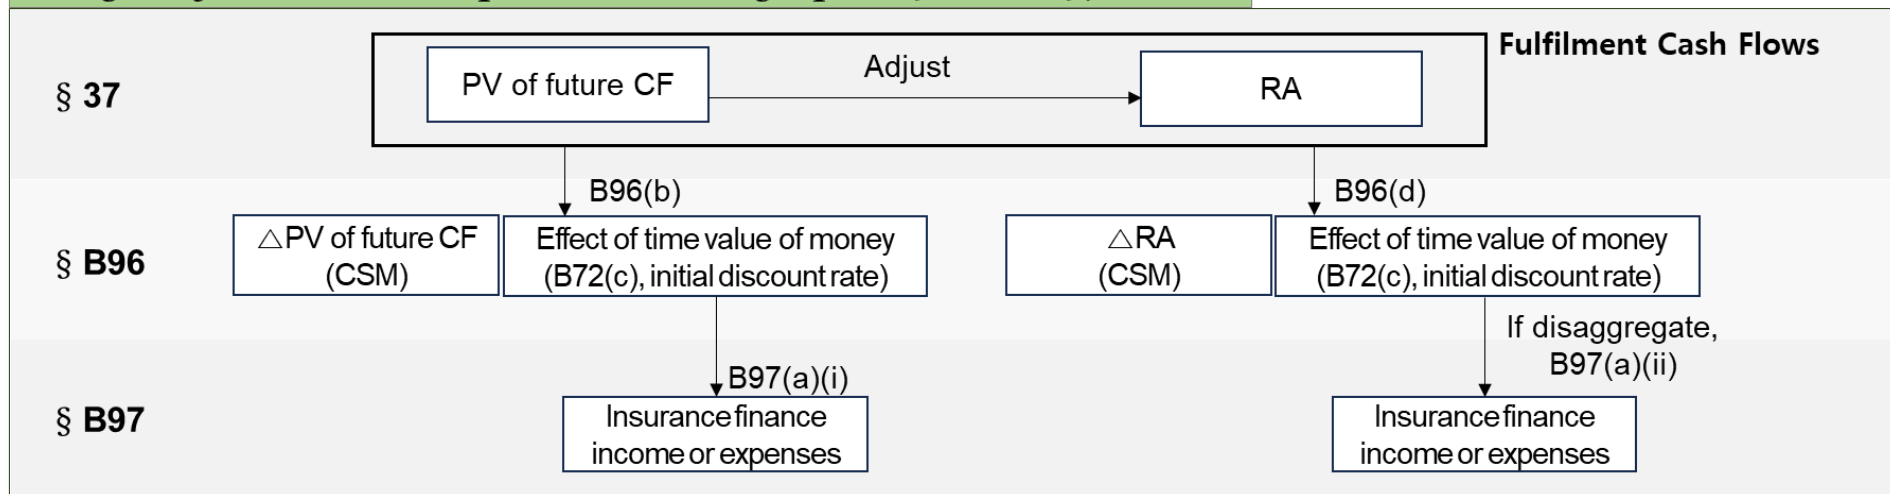 Fulfilment Cash Flows
§ 37
PV of future CF
Adjust
RA
B96(b)
B96(d)
§ B96
△PV of future CF
(CSM)
Effect of time value of money
(B72(c), initial discount rate)
△RA
(CSM)
Effect of time value of money
(B72(c), initial discount rate)
If disaggregate,
B97(a)(ii)
B97(a)(i)
§ B97
Insurance finance
income or expenses
Insurance finance
income or expenses